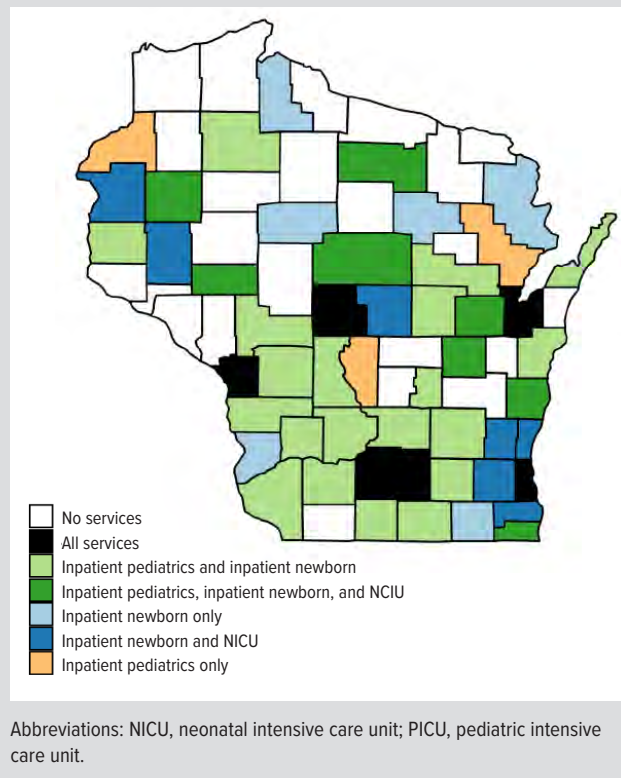 No services
All services
Inpatient pediatrics and inpatient newborn
Inpatient pediatrics, inpatient newborn, and NCIU
Inpatient newborn only
Inpatient newborn and NICU
Inpatient pediatrics only
Abbreviations: NICU, neonatal intensive care unit; PICU, pediatric intensive
care unit.